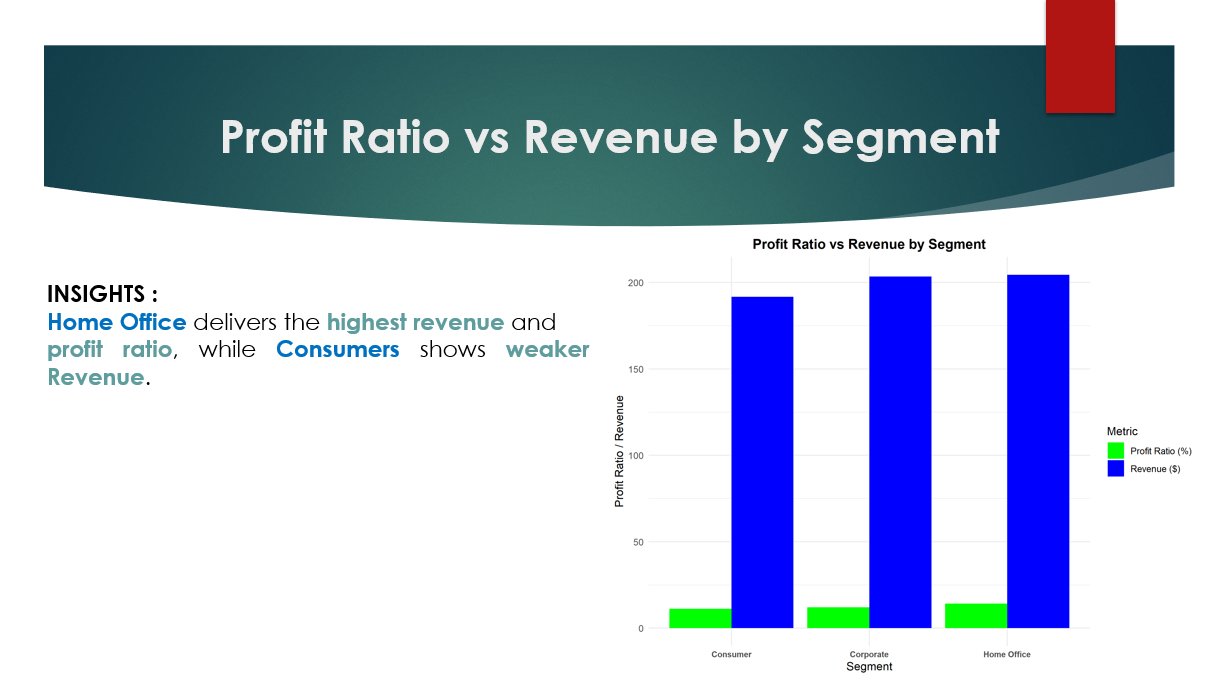 Profit Ratio vs Revenue by Segment
INSIGHTS :
Home Office delivers the highest revenue and
profit ratio, while Consumers shows weaker
Revenue.
Profit Ratio vs Revenue by Segment
Profit Ratio / Revenue
200
150
100
50
0
Consumer Corporate Home Office
Segment
Metric
Profit Ratio (%)
Revenue ($)